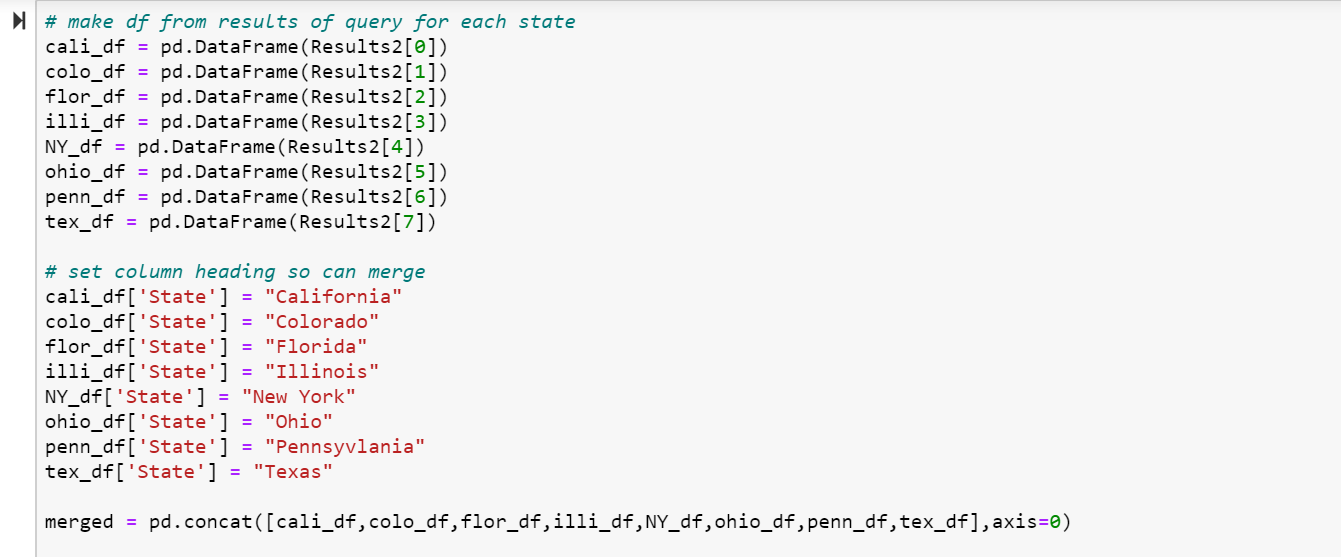 # make df from results of query for each state
cali_df = pd.DataFrame(Results2[0])
colo_df = pd.DataFrame(Results2[1])
flor_df = pd.DataFrame(Results2[2])
illi_df = pd.DataFrame(Results2[3])
NY_df = pd.DataFrame(Results2[4])
ohio_df = pd.DataFrame(Results2[5])
penn_df = pd.DataFrame(Results2[6])
tex_df = pd.DataFrame(Results2[7])
# set column heading so can merge
cali_df['State'] = "California"
colo_df['State'] = "Colorado"
flor_df['State'] = "Florida"
illi_df['State'] = "Illinois"
NY_df['State'] = "New York"
ohio_df['State'] = "Ohio"
penn_df['State'] = "Pennsyvlania"
tex_df['State'] = "Texas"
merged = pd.concat([cali_df,colo_df,flor_df,illi_df,NY_df,ohio_df,penn_df,tex_df],axis=0)